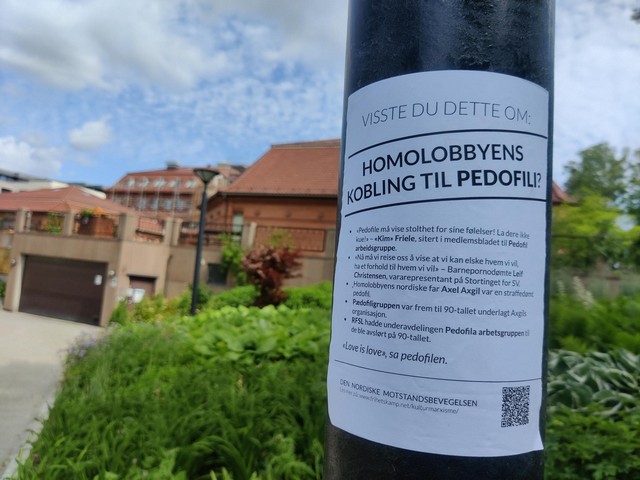 VISSTE DU DETTE OM:
HOMOLOBBYENS
KOBLING TIL PEDOFILI?
• «Pedofile må vise stolthet for sine følelser! La dere ikke
kue!» – «Kim» Friele, sitert i medlemsbladet til Pedofil
arbeidsgruppe.
• «Nå må vi reise oss å vise at vi kan elske hvem vi vil,
ha et forhold til hvem vi vil» – Barnepornodømte Leif
Christensen, vararepresentant på Stortinget for SV.
• Homolobbyens nordiske far Axel Axgil var en straffedømt
pedofil.
• Pædofilgruppen var frem til 90-tallet underlagt Axgils
organisasjon.
• RFSL hadde underavdelingen Pedofila arbetsgruppen til
de ble avslørt på 90-tallet.
«Love is love», sa pedofilen.
DEN NORDISKE MOTSTANDSBEVEGELSEN